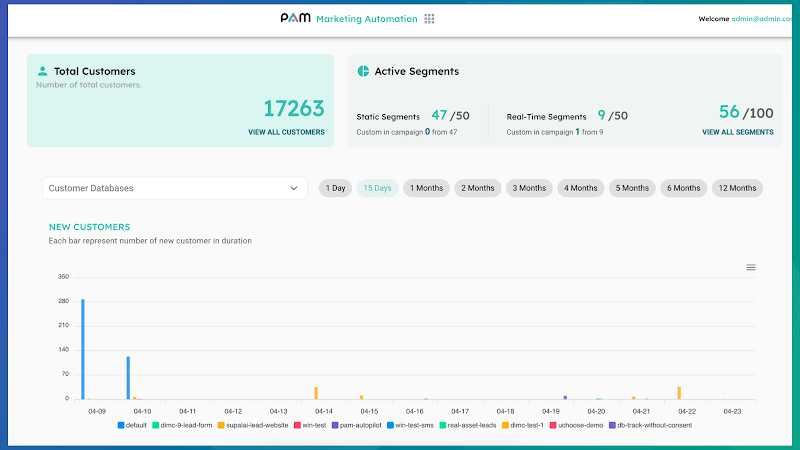 PAM Marketing Automation
Welcome admin@admin.com
Total Customers
Number of total customers.
17263
VIEW ALL CUSTOMERS
Active Segments
Static Segments 47 /50
Custom in campaign 0 from 47
Real-Time Segments 9 /50
Custom in campaign 1 from 9
56 /100
VIEW ALL SEGMENTS
Customer Databases
1 Day 15 Days 1 Months 2 Months 3 Months 4 Months 5 Months 6 Months 12 Months
NEW CUSTOMERS
Each bar represent number of new customer in duration
350
280
210
140
70
0
04-09 04-10 04-11 04-12 04-13 04-14 04-15 04-16 04-17 04-18 04-19 04-20 04-21 04-22 04-23
default dimc-9-lead-form supalai-lead-website win-test pam-autopilot win-test-sms real-asset-leads dimc-test-1 uchoose-demo db-track-without-consent